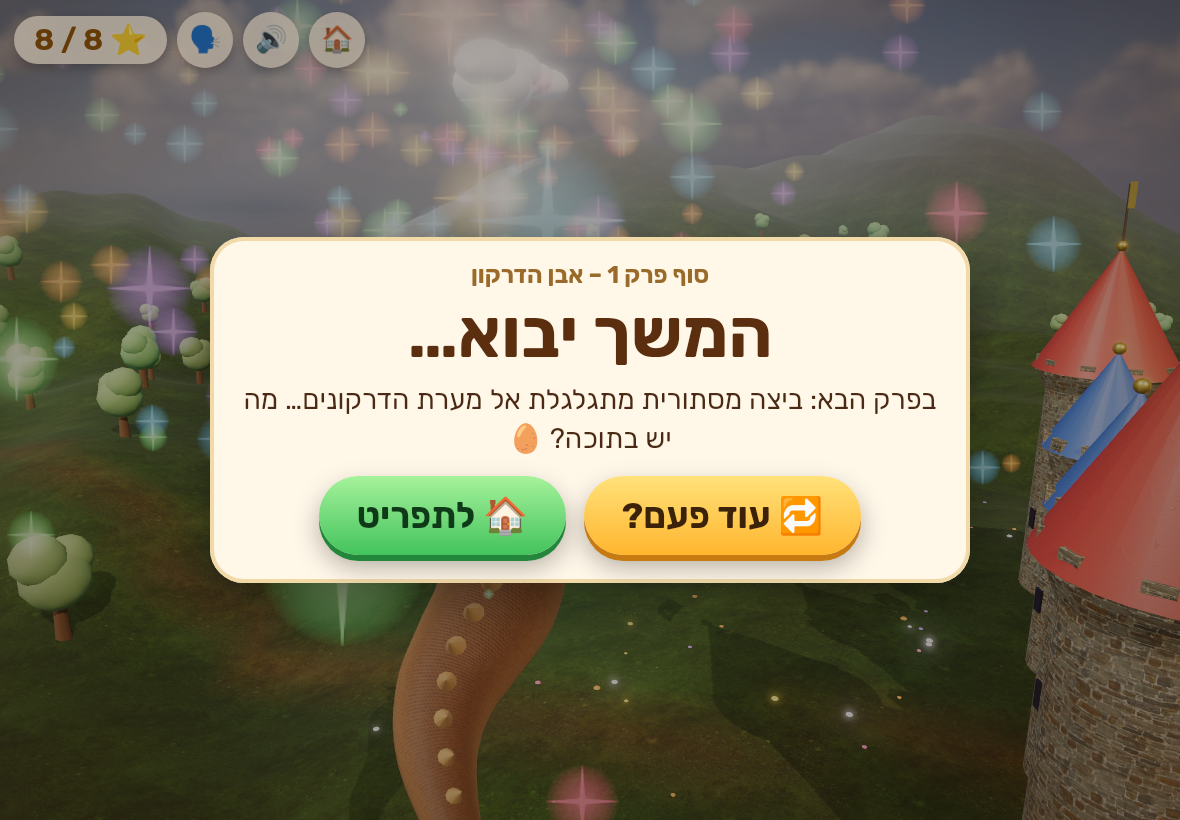 8 / 8 ⭐
סוף פרק 1 – אבן הדרקון
המשך יבוא...
בפרק הבא: ביצה מסתורית מתגלגלת אל מערת הדרקונים... מה
יש בתוכה? 🥚
🔁 עוד פעם?
🏠 לתפריט